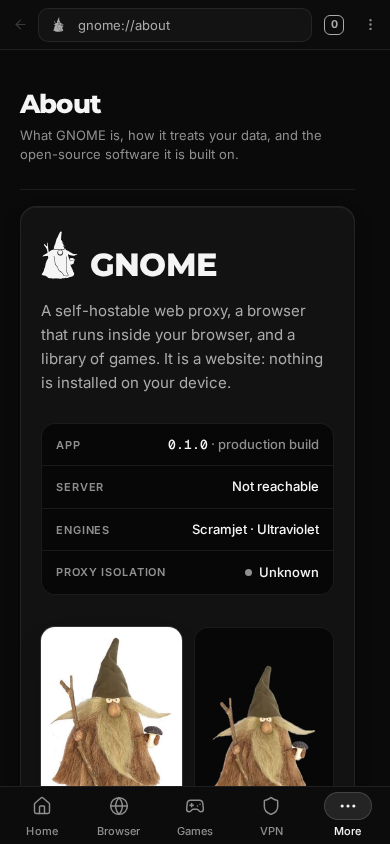 gnome://about
0
About
What GNOME is, how it treats your data, and the
open-source software it is built on.
GNOME
A self-hostable web proxy, a browser
that runs inside your browser, and a
library of games. It is a website: nothing
is installed on your device.
APP 0.1.0 · production build
SERVER Not reachable
ENGINES Scramjet · Ultraviolet
PROXY ISOLATION Unknown
Home Browser Games VPN More